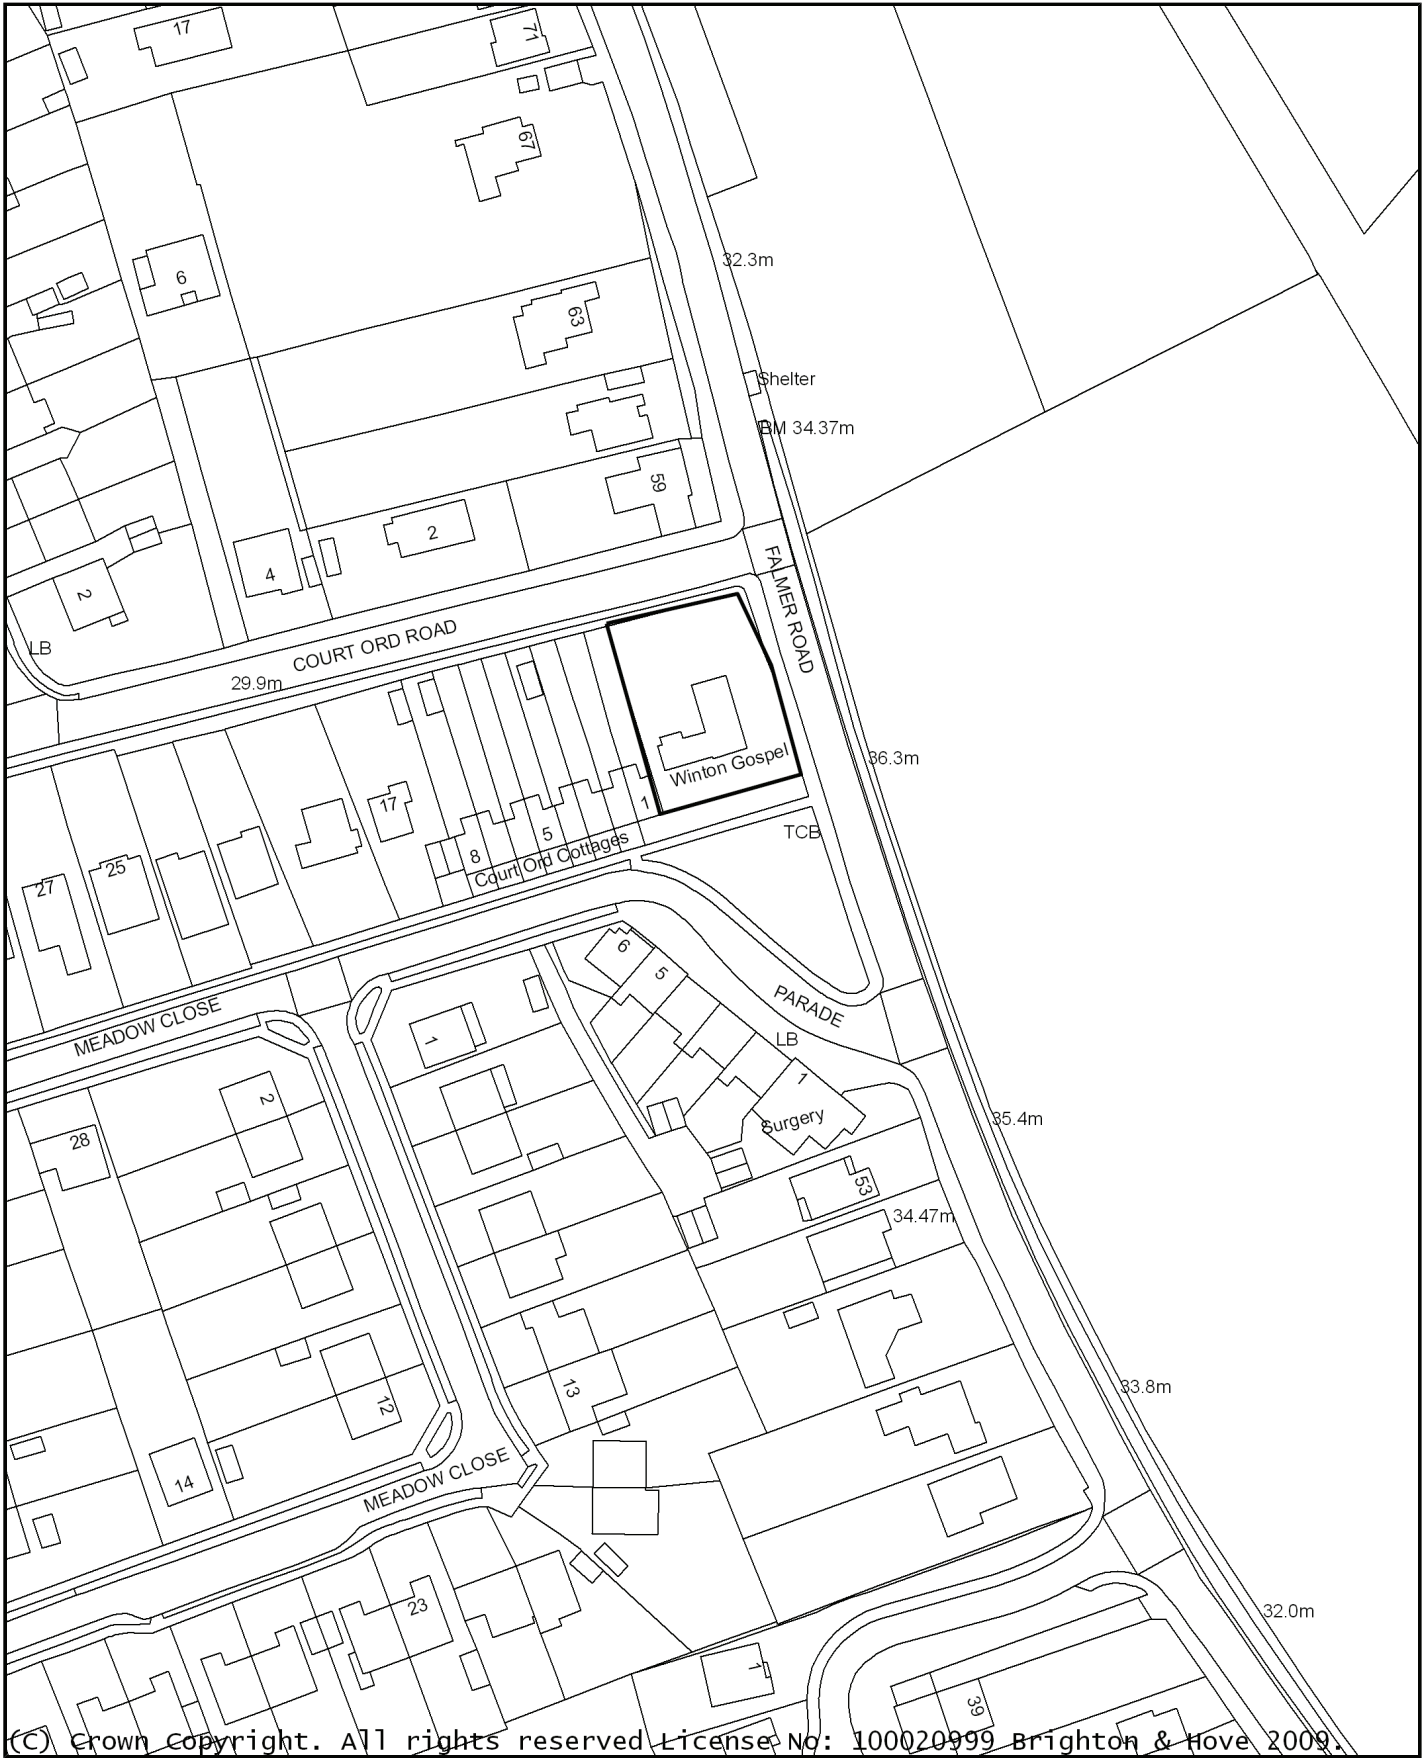 17
71
67
6
32.3m
63
Shelter
BM 34.37m
59
2
4
2
FALMER ROAD
LB
COURT ORD ROAD
29.9m
Winton Gospel
36.3m
17
1
5
TCB
8
Court Ord Cottages
25
27
6
5
PARADE
MEADOW CLOSE
1
LB
1
2
Surgery
35.4m
28
53
34.47m
13
33.8m
12
14
MEADOW CLOSE
23
32.0m
1
39
(C) Crown Copyright. All rights reserved License No: 100020999 Brighton & Hove 2009.